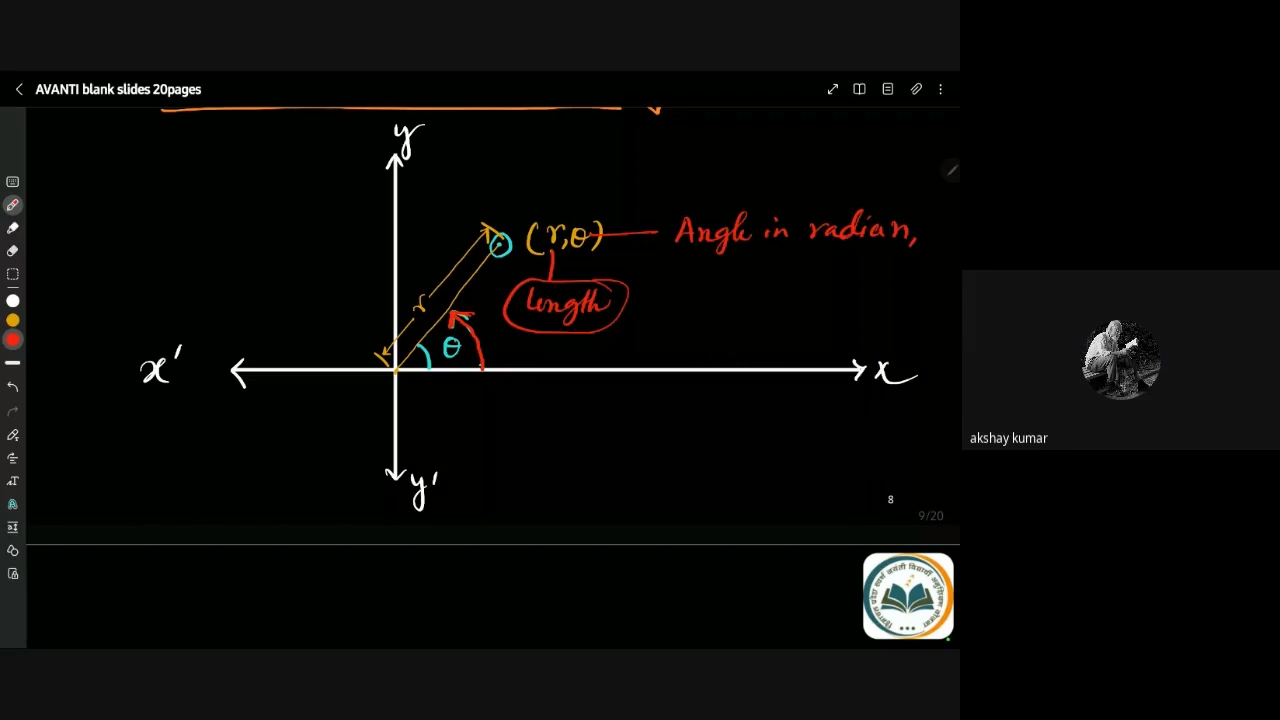 AVANTI blank slides 20pages
y
(r,θ) Angle in radian,
r
length
θ
x'
x
y'
akshay kumar
8
9/20